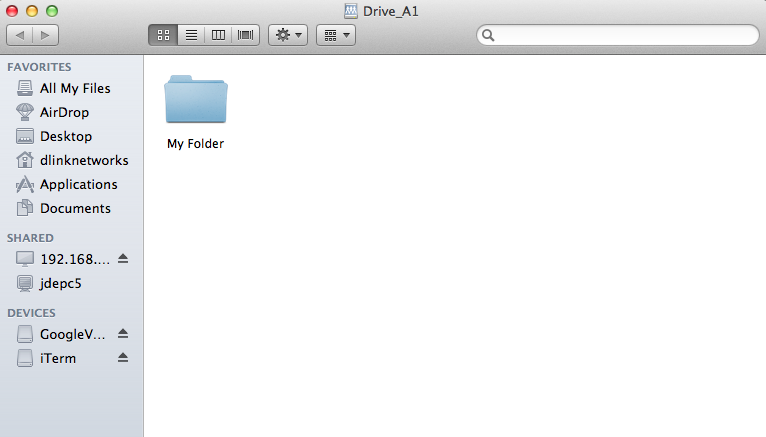 Drive_A1
FAVORITES
All My Files
AirDrop
Desktop
dlinknetworks
Applications
Documents
SHARED
192.168....
jdepc5
DEVICES
GoogleV...
iTerm
My Folder